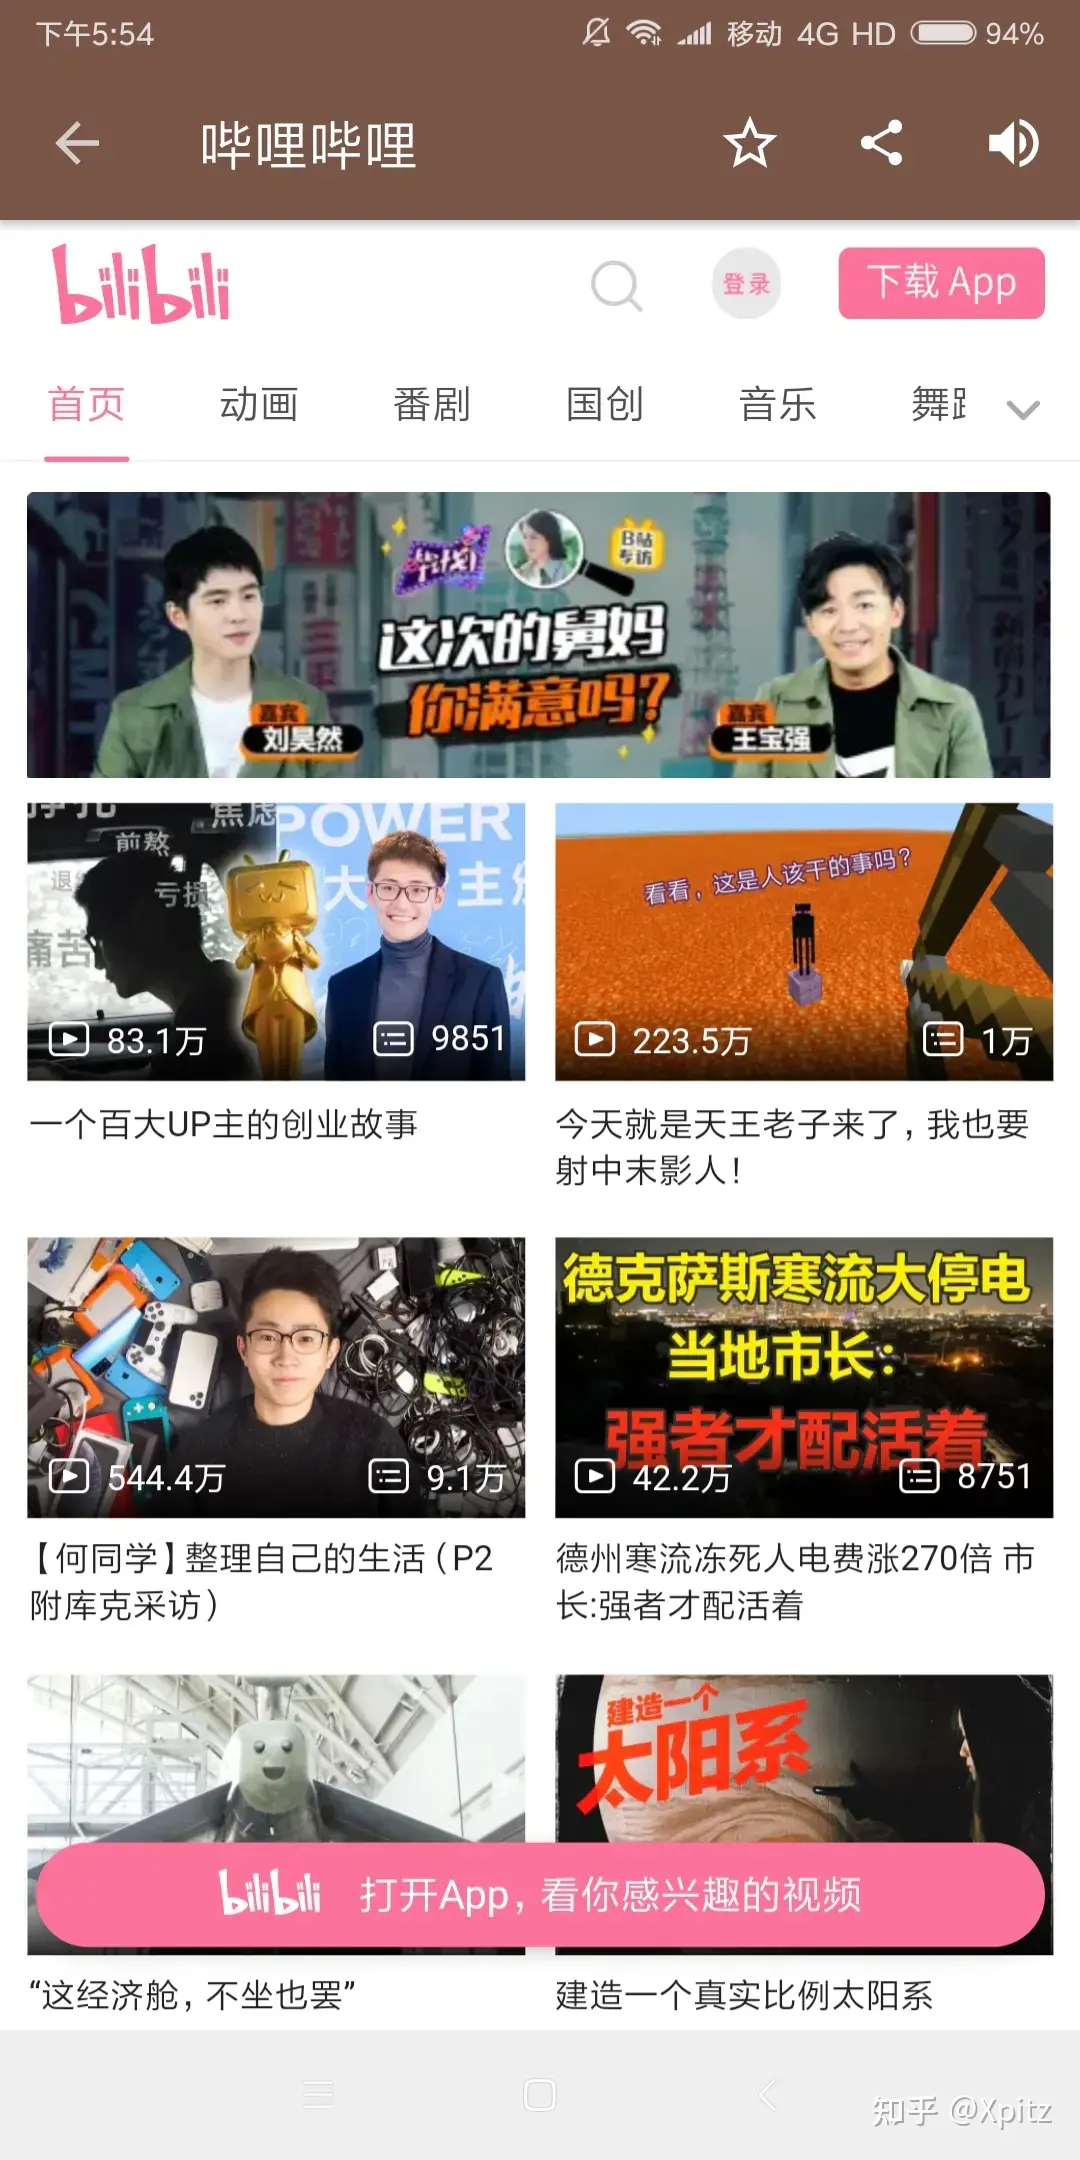 下午5:54
移动 4G HD 94%
哔哩哔哩
bilibili
登录
下载 App
首页 动画 番剧 国创 音乐 舞
B站
专访
这次的舅妈
你满意吗?
嘉宾
刘昊然
嘉宾
王宝强
挣扎 焦虑
煎熬
亏损
痛苦
POWER
83.1万 9851
一个百大UP主的创业故事
看看，这是人该干的事吗？
223.5万 1万
今天就是天王老子来了，我也要
射中末影人！
544.4万 9.1万
【何同学】整理自己的生活（P2
附库克采访）
德克萨斯寒流大停电
当地市长：
强者才配活着
42.2万 8751
德州寒流冻死人电费涨270倍 市
长:强者才配活着
建造一个
太阳系
bilibili 打开App，看你感兴趣的视频
“这经济舱，不坐也罢”
建造一个真实比例太阳系
知乎 @Xpitz